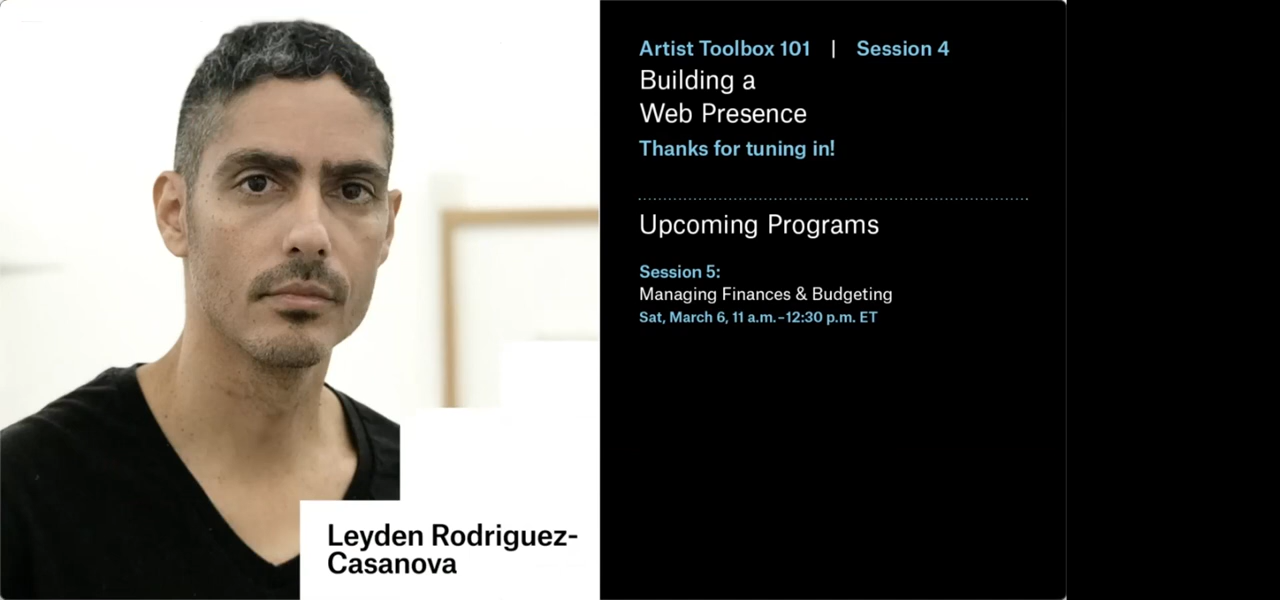 Artist Toolbox 101 | Session 4
Building a
Web Presence
Thanks for tuning in!
Upcoming Programs
Session 5:
Managing Finances & Budgeting
Sat, March 6, 11 a.m.–12:30 p.m. ET
Leyden Rodriguez-
Casanova